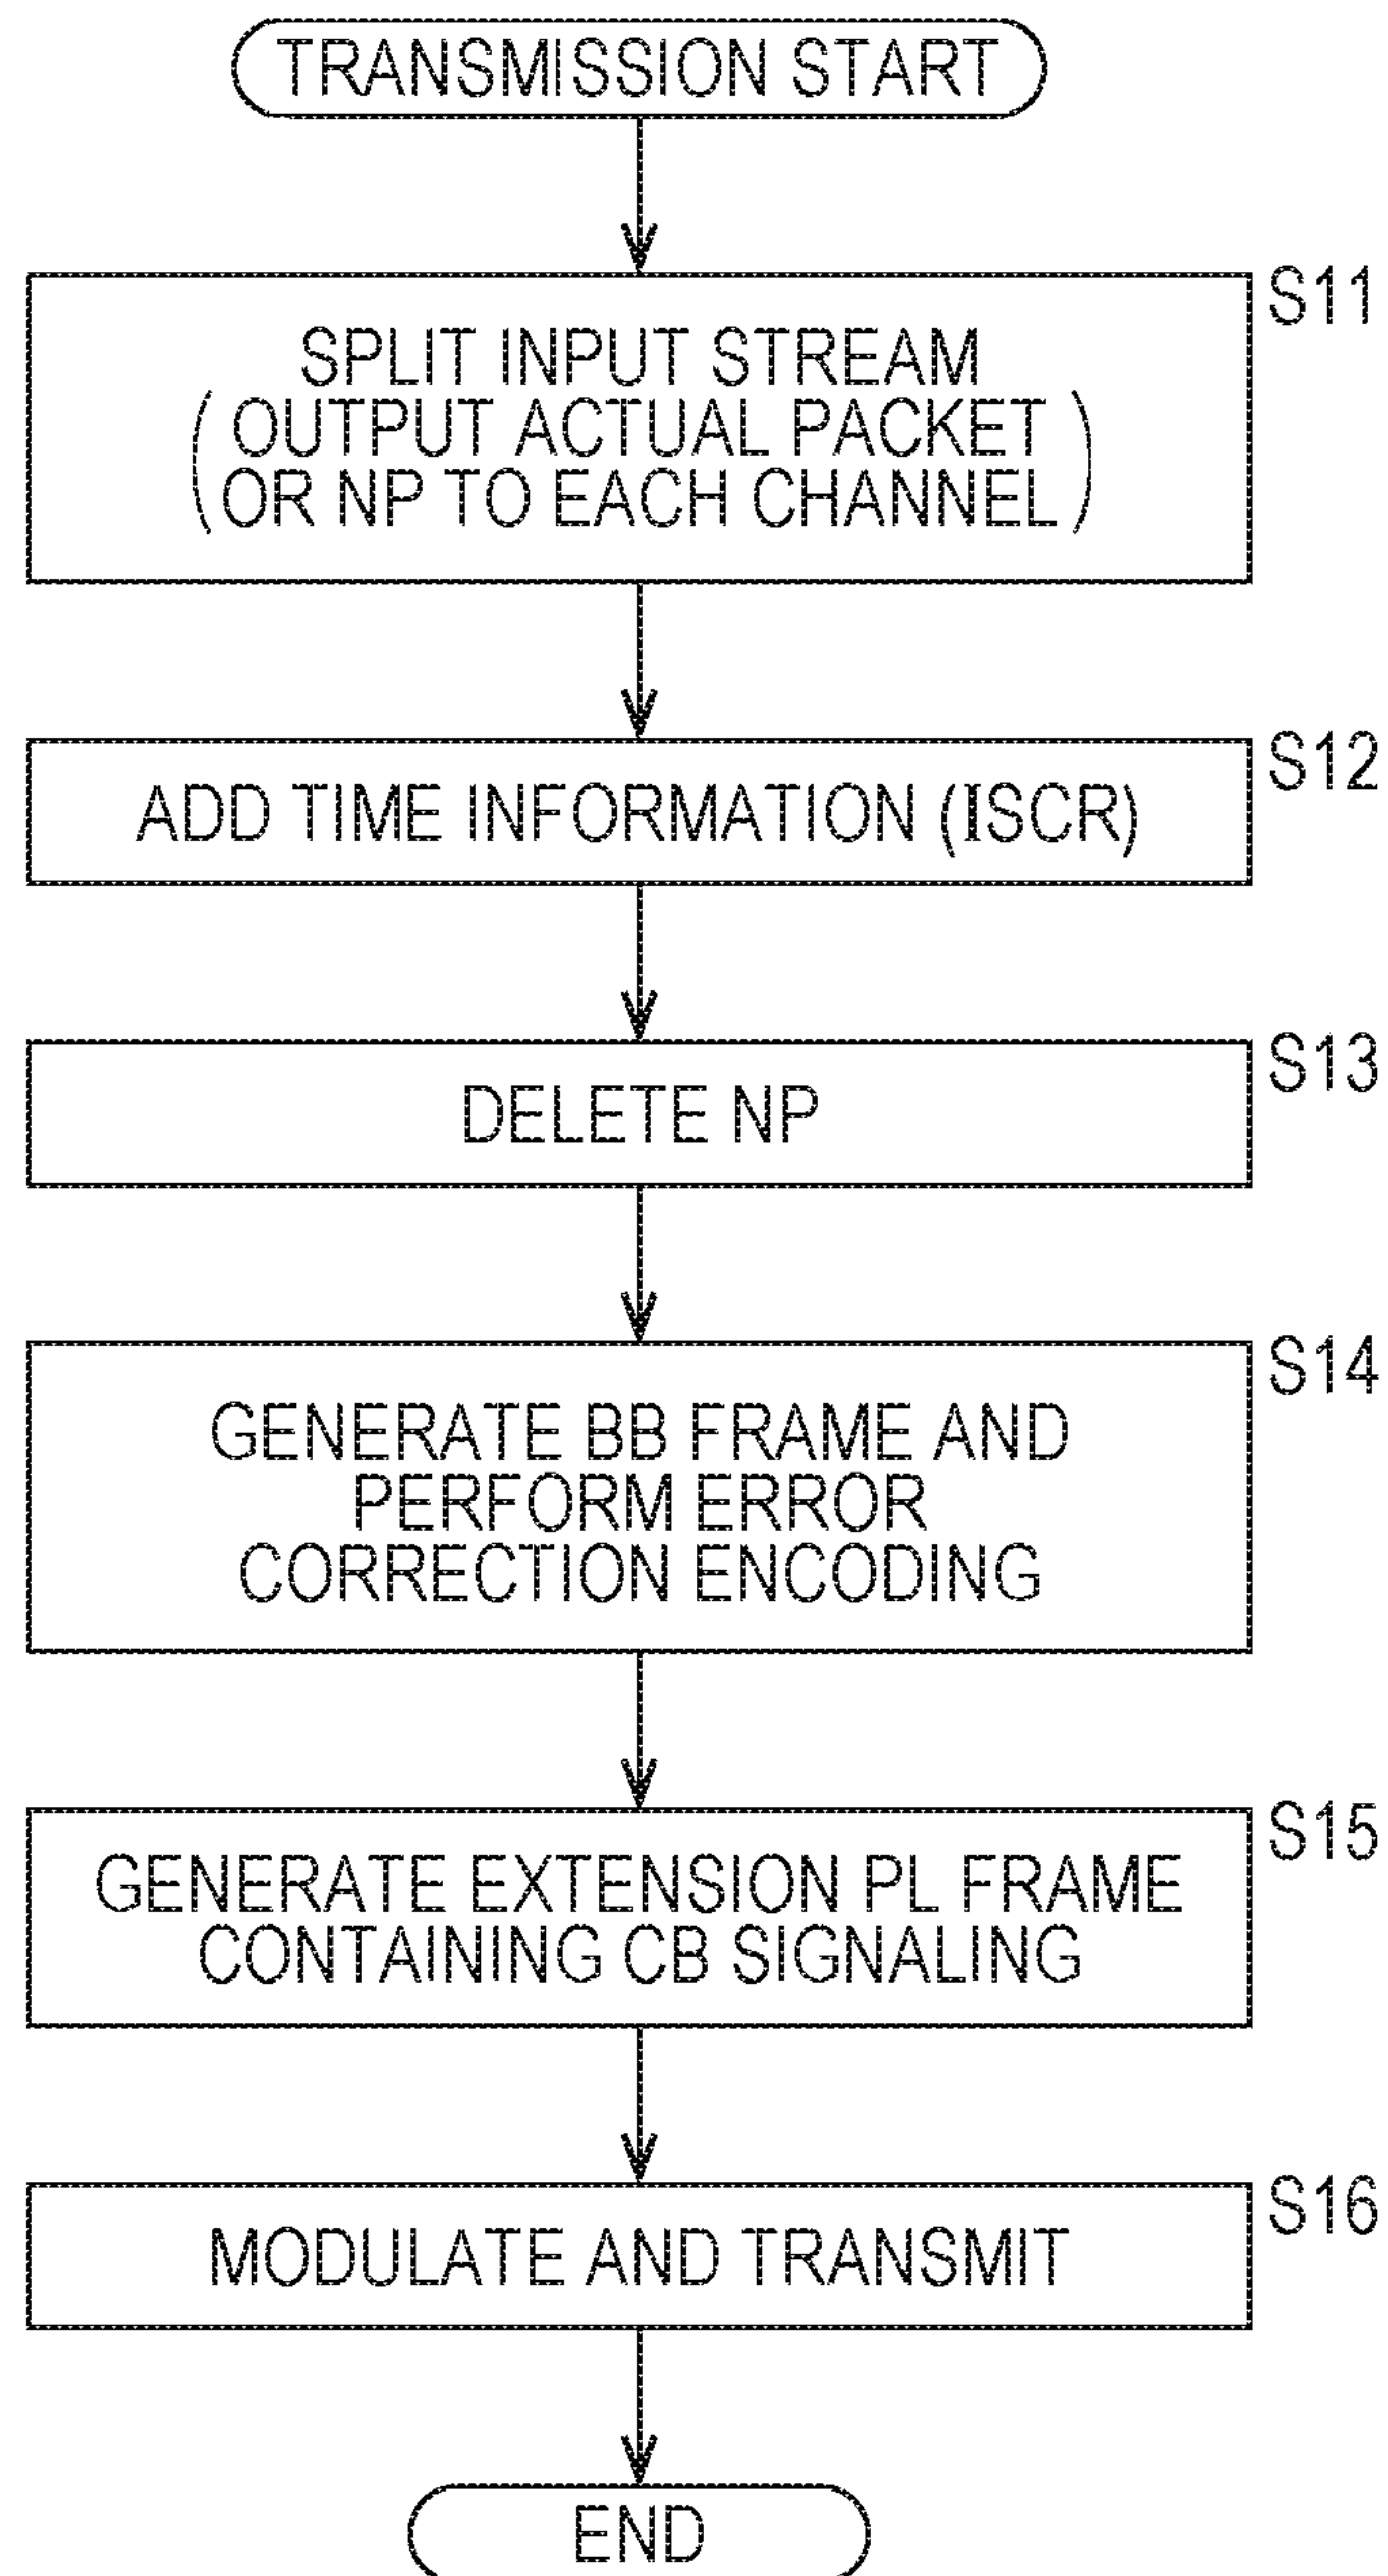 TRANSMISSION START
S11
SPLIT INPUT STREAM
(OUTPUT ACTUAL PACKET
OR NP TO EACH CHANNEL)
S12
ADD TIME INFORMATION (ISCR)
S13
DELETE NP
S14
GENERATE BB FRAME AND
PERFORM ERROR
CORRECTION ENCODING
S15
GENERATE EXTENSION PL FRAME
CONTAINING CB SIGNALING
S16
MODULATE AND TRANSMIT
END